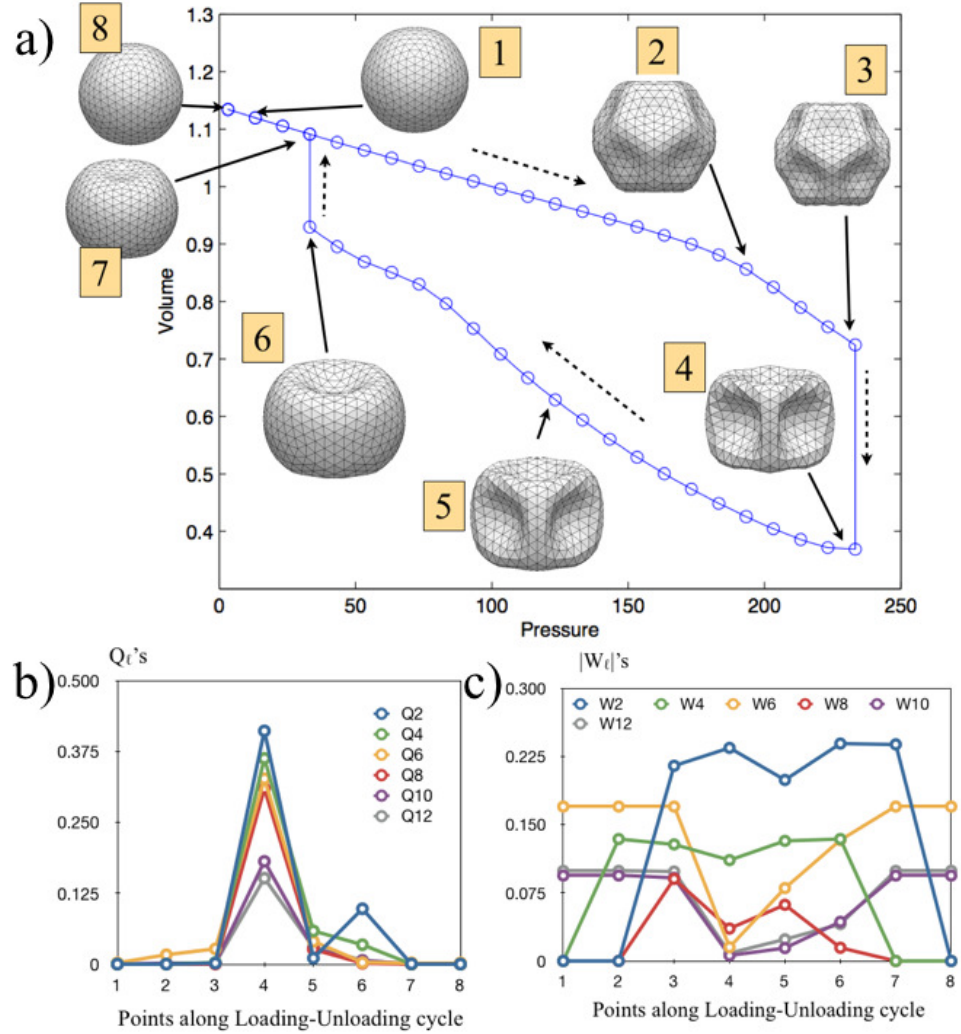 a)
8
1
2
3
7
6
5
4
1.3
1.2
1.1
1
0.9
0.8
0.7
0.6
0.5
0.4
Volume
0 50 100 150 200 250
Pressure
b)
Qℓ's
0.500
0.375
0.250
0.125
0
Q2
Q4
Q6
Q8
Q10
Q12
1 2 3 4 5 6 7 8
Points along Loading-Unloading cycle
c)
|Wℓ|'s
0.300
0.225
0.150
0.075
0
W2 W4 W6 W8 W10
W12
1 2 3 4 5 6 7 8
Points along Loading-Unloading cycle